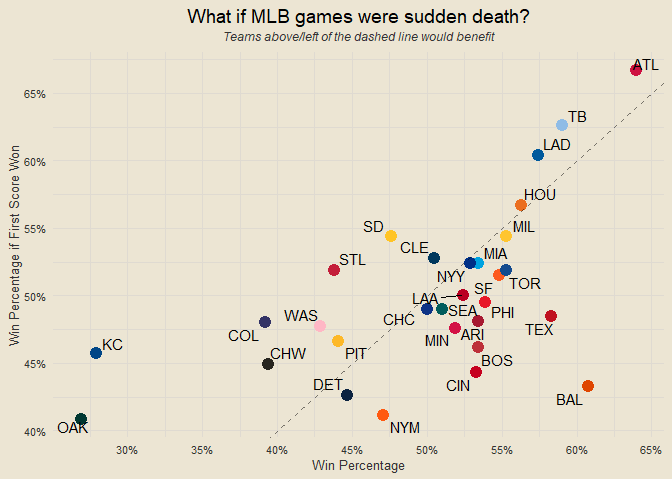 What if MLB games were sudden death?
Teams above/left of the dashed line would benefit
Win Percentage if First Score Won
65%
60%
55%
50%
45%
40%
ATL
TB
LAD
HOU
SD
MIL
CLE
MIA
STL
NYY
SF
TOR
LAA
SEA
PHI
CHC
WAS
COL
TEX
MIN
ARI
KC
CHW
PIT
BOS
DET
CIN
BAL
OAK
NYM
30%
35%
40%
45%
50%
55%
60%
65%
Win Percentage